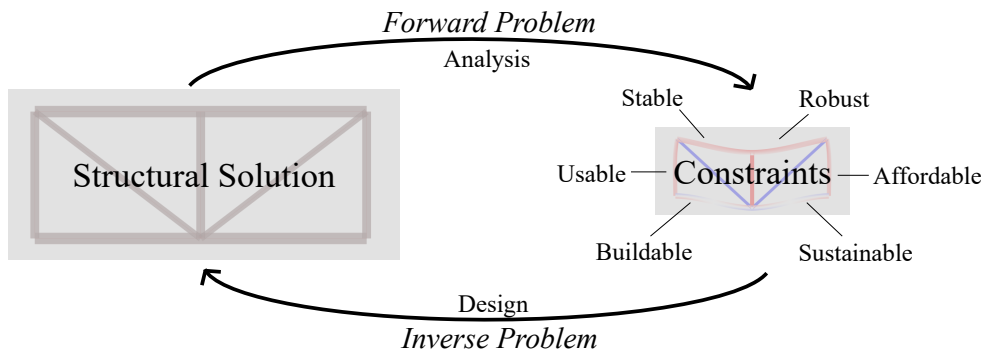 Forward Problem
Analysis
Stable
Robust
Structural Solution
Usable
Constraints
Affordable
Buildable
Sustainable
Design
Inverse Problem